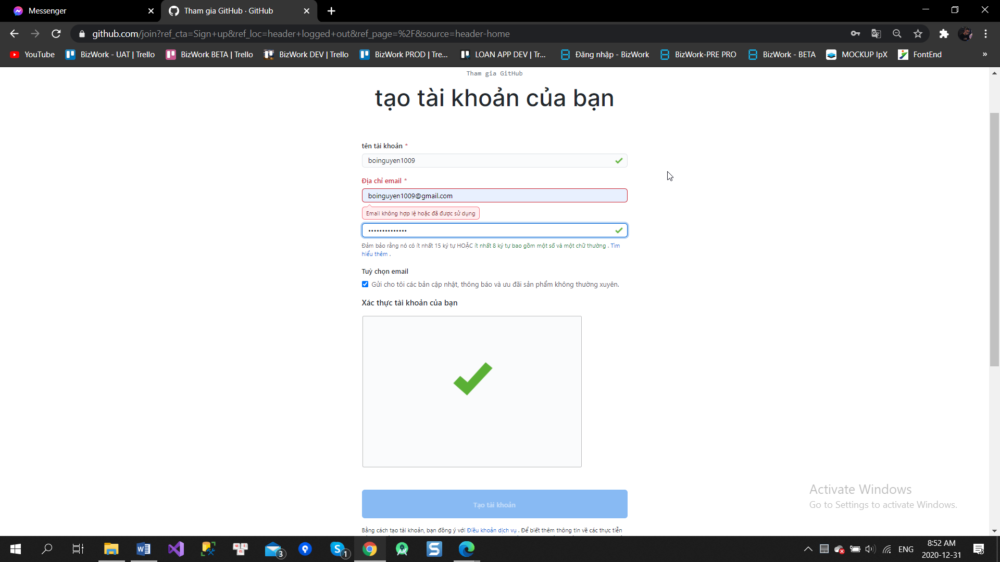 Messenger
Tham gia GitHub · GitHub
github.com/join?ref_cta=Sign+up&ref_loc=header+logged+out&ref_page=%2F&source=header-home
YouTube
BizWork - UAT | Trello
BizWork BETA | Trello
BizWork DEV | Trello
BizWork PROD | Tre...
LOAN APP DEV | Tr...
Đăng nhập - BizWork
BizWork-PRE PRO
BizWork - BETA
MOCKUP IpX
FontEnd
»
Tham gia GitHub
tạo tài khoản của bạn
tên tài khoản *
boinguyen1009
Địa chỉ email *
boinguyen1009@gmail.com
Email không hợp lệ hoặc đã được sử dụng
••••••••••••••
Đảm bảo rằng nó có ít nhất 15 ký tự HOẶC ít nhất 8 ký tự bao gồm một số và một chữ thường . Tìm
hiểu thêm .
Tuỳ chọn email
Gửi cho tôi các bản cập nhật, thông báo và ưu đãi sản phẩm không thường xuyên.
Xác thực tài khoản của bạn
Tạo tài khoản
Activate Windows
Go to Settings to activate Windows.
Bằng cách tạo tài khoản, bạn đồng ý với Điều khoản dịch vụ . Để biết thêm thông tin về các thực tiễn
3
1
ENG
8:52 AM
2020-12-31